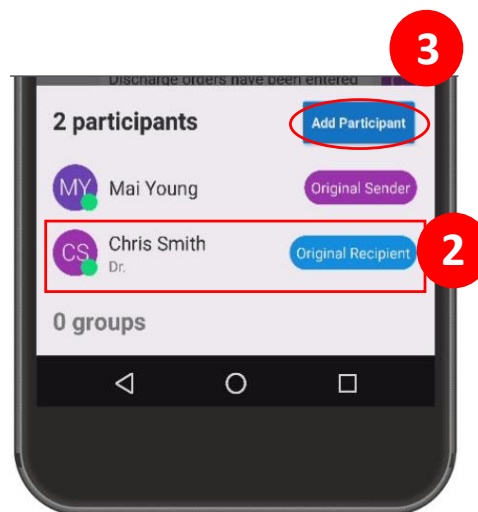 3
Discharge orders have been entered
2 participants
Add Participant
MY
Mai Young
Original Sender
CS
Chris Smith
Dr.
Original Recipient
2
0 groups